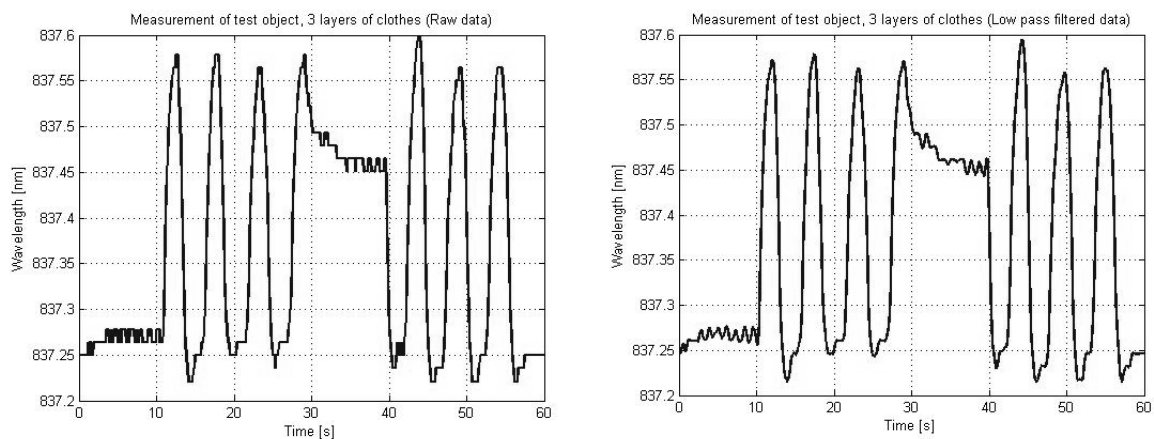 Measurement of test object, 3 layers of clothes (Raw data)
837.6
837.55
837.5
837.45
837.4
837.35
837.3
837.25
837.2
Wavelength [nm]
0 10 20 30 40 50 60
Time [s]
Measurement of test object, 3 layers of clothes (Low pass filtered data)
837.6
837.55
837.5
837.45
837.4
837.35
837.3
837.25
837.2
Wavelength [nm]
0 10 20 30 40 50 60
Time [s]